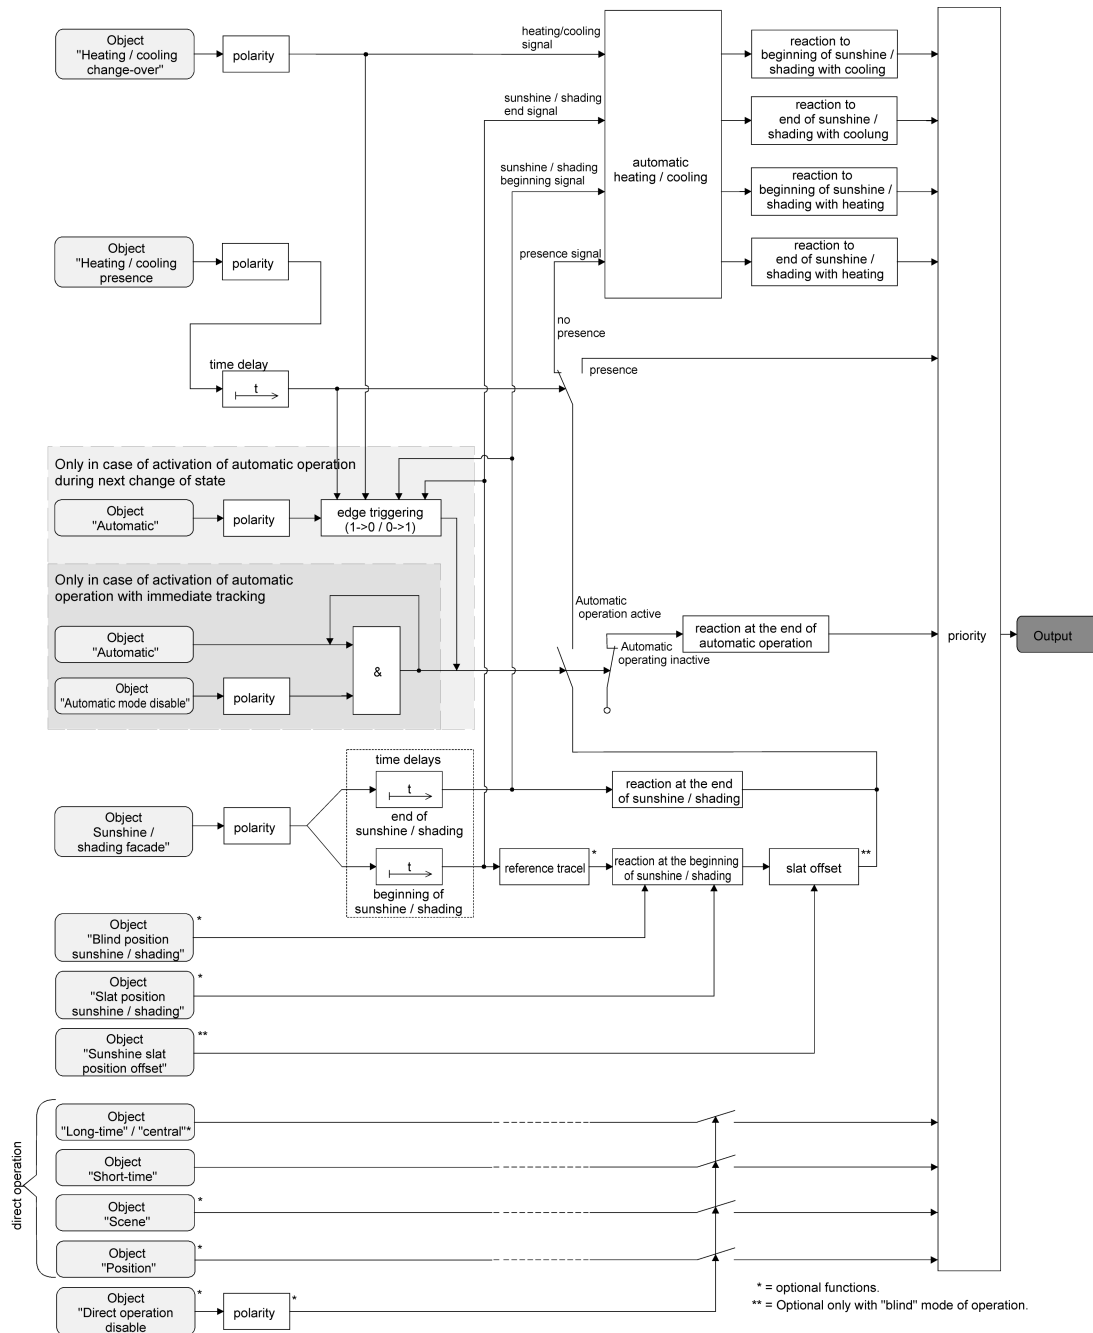 Object
"Heating / cooling
change-over"
polarity
heating/cooling
signal
sunshine / shading
end signal
sunshine / shading
beginning signal
presence signal
automatic
heating / cooling
reaction to
beginning of sunshine /
shading with cooling
reaction to
end of sunshine /
shading with coolung
reaction to
beginning of sunshine /
shading with heating
reaction to
end of sunshine /
shading with heating
Object
"Heating / cooling
presence
polarity
time delay
t
no
presence
presence
Only in case of activation of automatic operation
during next change of state
Object
"Automatic"
polarity
edge triggering
(1->0 / 0->1)
Only in case of activation of automatic
operation with immediate tracking
Object
"Automatic"
Object
"Automatic mode disable"
polarity
&
Automatic
operation active
Automatic
operating inactive
reaction at the end of
automatic operation
priority
Output
time delays
t
end of
sunshine / shading
t
beginning of
sunshine / shading
Object
Sunshine /
shading facade"
polarity
reaction at the end
of sunshine / shading
reference tracel
*
reaction at the beginning
of sunshine / shading
slat offset
**
Object
"Blind position
sunshine / shading"
*
Object
"Slat position
sunshine / shading"
*
Object
"Sunshine slat
position offset"
**
direct operation
Object
"Long-time" / "central"*
Object
"Short-time"
Object
"Scene"
*
Object
"Position"
*
Object
"Direct operation
disable
*
polarity
*
* = optional functions.
** = Optional only with "blind" mode of operation.